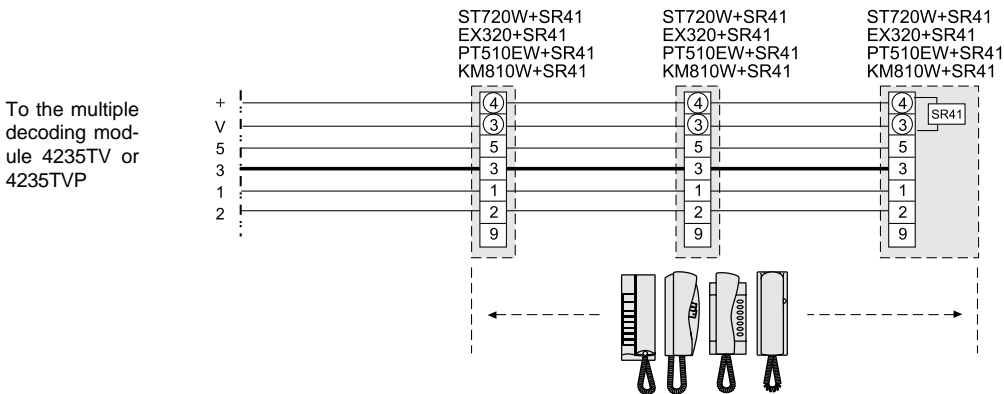 ST720W+SR41
EX320+SR41
PT510EW+SR41
KM810W+SR41
ST720W+SR41
EX320+SR41
PT510EW+SR41
KM810W+SR41
ST720W+SR41
EX320+SR41
PT510EW+SR41
KM810W+SR41
To the multiple
decoding mod-
ule 4235TV or
4235TVP
+
V
5
3
1
2
4
3
5
3
1
2
9
4
3
5
3
1
2
9
4
3
5
3
1
2
9
SR41